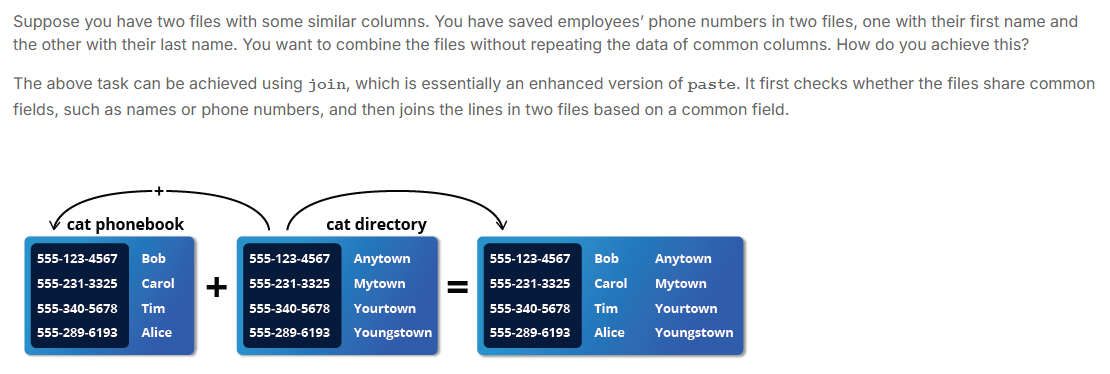 Suppose you have two files with some similar columns. You have saved employees’ phone numbers in two files, one with their first name and
the other with their last name. You want to combine the files without repeating the data of common columns. How do you achieve this?
The above task can be achieved using join, which is essentially an enhanced version of paste. It first checks whether the files share common
fields, such as names or phone numbers, and then joins the lines in two files based on a common field.
+
cat phonebook
555-123-4567 Bob
555-231-3325 Carol
555-340-5678 Tim
555-289-6193 Alice
+
cat directory
555-123-4567 Anytown
555-231-3325 Mytown
555-340-5678 Yourtown
555-289-6193 Youngstown
=
555-123-4567 Bob Anytown
555-231-3325 Carol Mytown
555-340-5678 Tim Yourtown
555-289-6193 Alice Youngstown